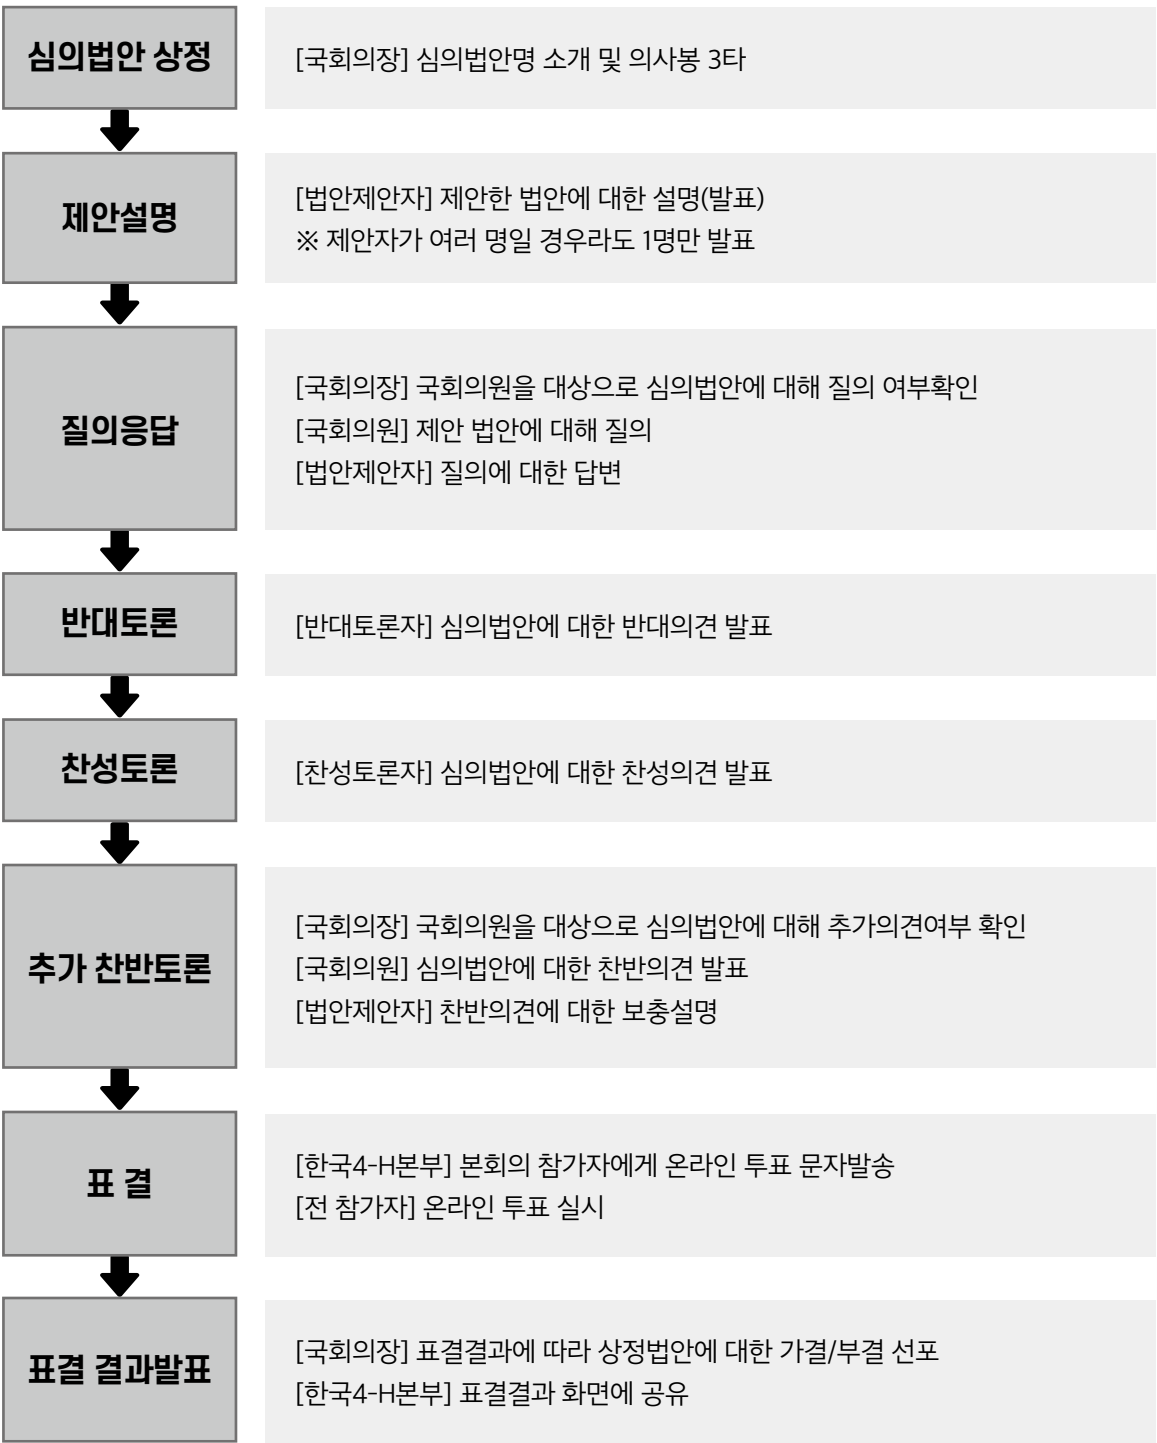 심의법안 상정
[국회의장] 심의법안명 소개 및 의사봉 3타
제안설명
[법안제안자] 제안한 법안에 대한 설명(발표)
※ 제안자가 여러 명일 경우라도 1명만 발표
질의응답
[국회의장] 국회의원을 대상으로 심의법안에 대해 질의 여부확인
[국회의원] 제안 법안에 대해 질의
[법안제안자] 질의에 대한 답변
반대토론
[반대토론자] 심의법안에 대한 반대의견 발표
찬성토론
[찬성토론자] 심의법안에 대한 찬성의견 발표
추가 찬반토론
[국회의장] 국회의원을 대상으로 심의법안에 대해 추가의견여부 확인
[국회의원] 심의법안에 대한 찬반의견 발표
[법안제안자] 찬반의견에 대한 보충설명
표 결
[한국4-H본부] 본회의 참가자에게 온라인 투표 문자발송
[전 참가자] 온라인 투표 실시
표결 결과발표
[국회의장] 표결결과에 따라 상정법안에 대한 가결/부결 선포
[한국4-H본부] 표결결과 화면에 공유